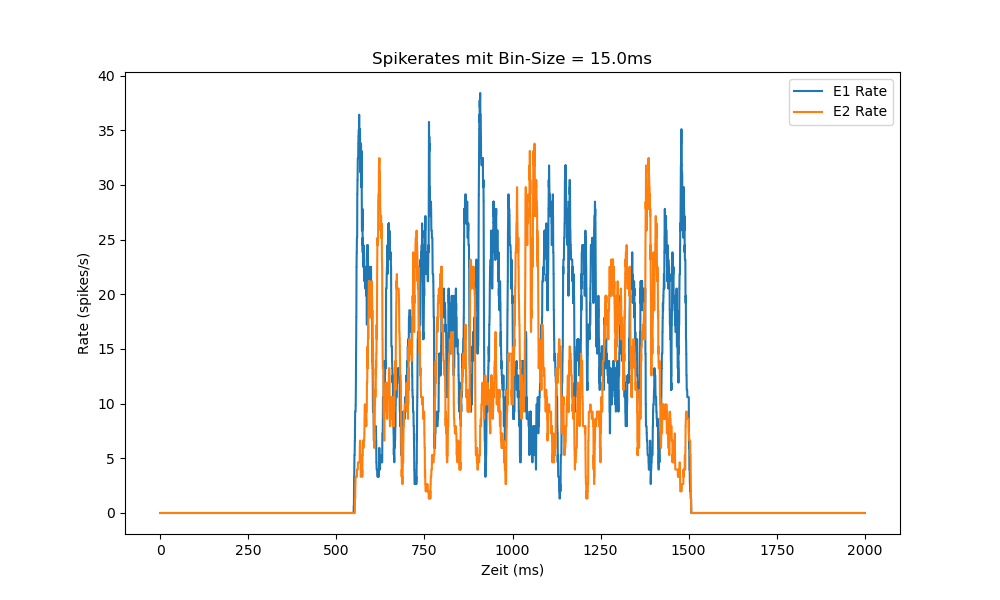 Spikerates mit Bin-Size = 15.0ms
E1 Rate
E2 Rate
40
35
30
25
20
15
10
5
0
Rate (spikes/s)
0 250 500 750 1000 1250 1500 1750 2000
Zeit (ms)